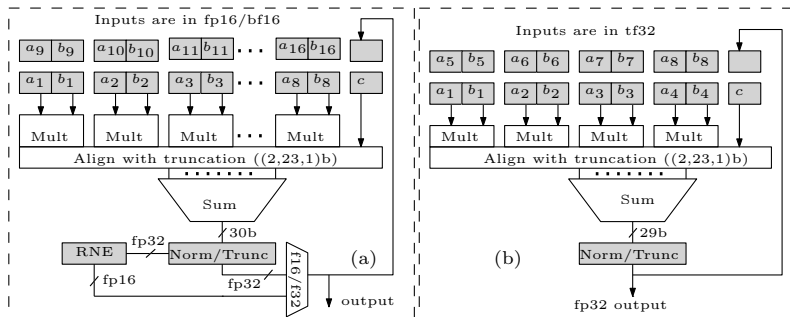 Inputs are in fp16/bf16
a9 b9 a10 b10 a11 b11 ... a16 b16
a1 b1 a2 b2 a3 b3 ... a8 b8 c
Mult Mult Mult ... Mult
Align with truncation ((2,23,1)b)
.......
Sum
30b
RNE fp32 Norm/Trunc
fp16 fp32 f16/f32
(a)
output
Inputs are in tf32
a5 b5 a6 b6 a7 b7 a8 b8
a1 b1 a2 b2 a3 b3 a4 b4 c
Mult Mult Mult Mult
Align with truncation ((2,23,1)b)
.......
Sum
29b
Norm/Trunc
(b)
fp32 output